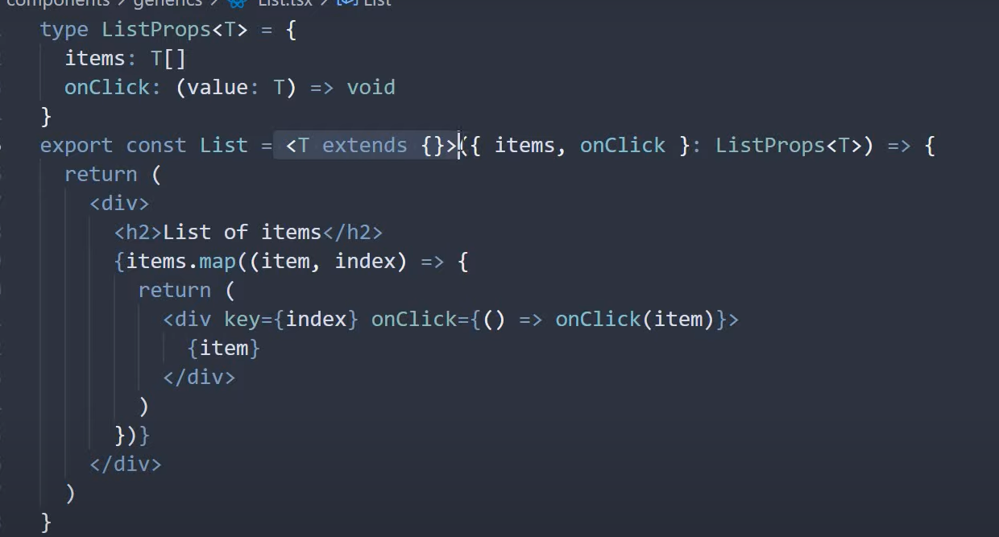 components > generics > List.tsx > List
type ListProps<T> = {
  items: T[]
  onClick: (value: T) => void
}
export const List = <T extends {}>({ items, onClick }: ListProps<T>) => {
  return (
    <div>
      <h2>List of items</h2>
      {items.map((item, index) => {
        return (
          <div key={index} onClick={() => onClick(item)}>
            {item}
          </div>
        )
      })}
    </div>
  )
}